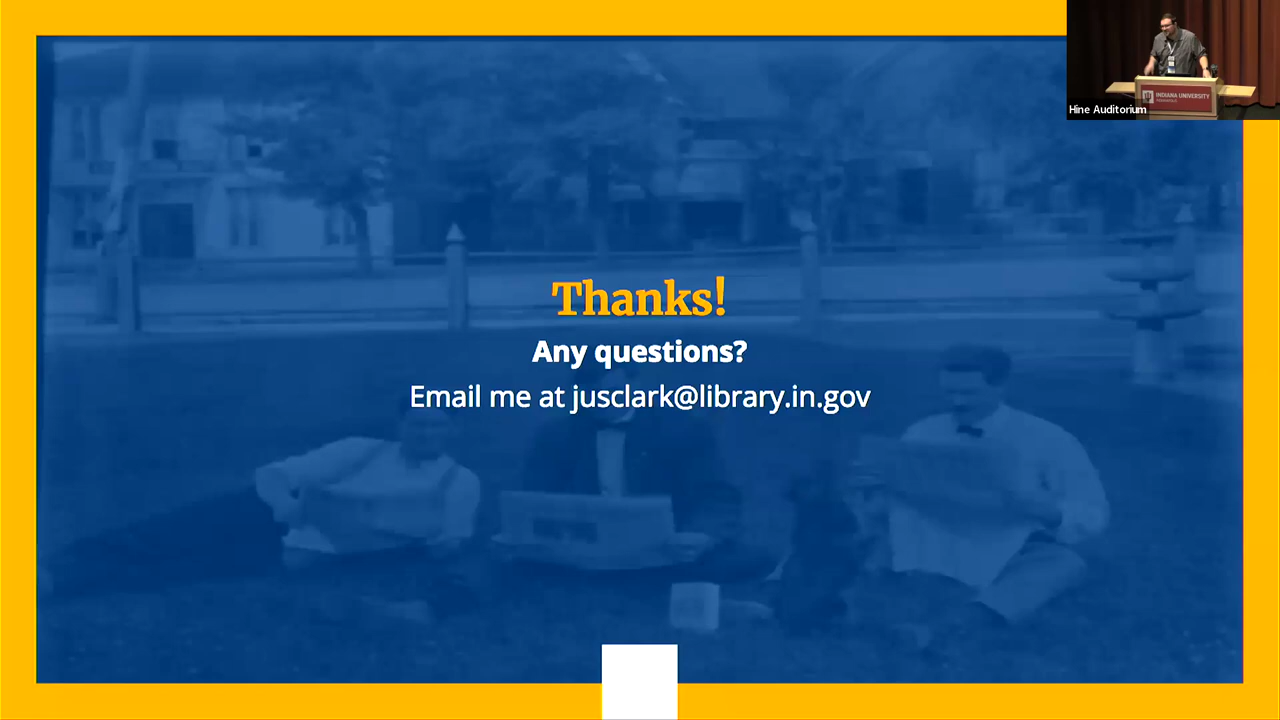 Hine Auditorium
INDIANA UNIVERSITY
Thanks!
Any questions?
Email me at jusclark@library.in.gov